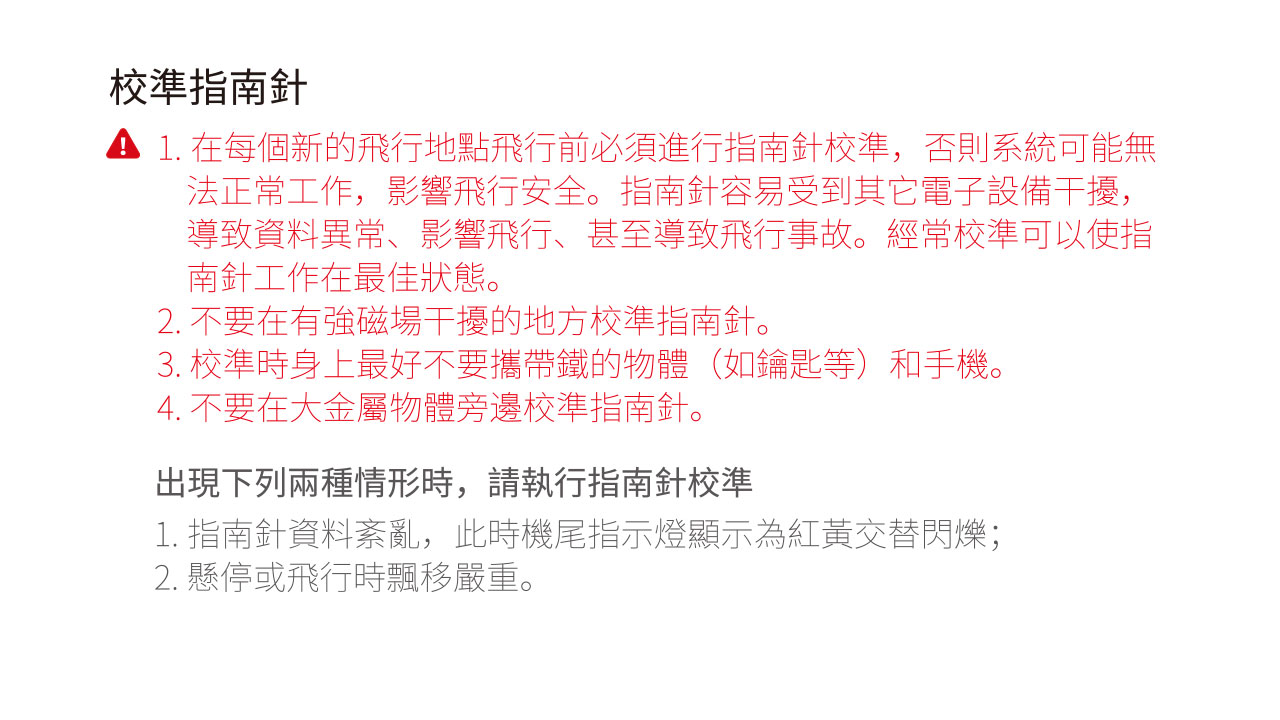 校準指南針
1. 在每個新的飛行地點飛行前必須進行指南針校準，否則系統可能無
法正常工作，影響飛行安全。指南針容易受到其它電子設備干擾，
導致資料異常、影響飛行、甚至導致飛行事故。經常校準可以使指
南針工作在最佳狀態。
2. 不要在有強磁場干擾的地方校準指南針。
3. 校準時身上最好不要攜帶鐵的物體（如鑰匙等）和手機。
4. 不要在大金屬物體旁邊校準指南針。
出現下列兩種情形時，請執行指南針校準
1. 指南針資料紊亂，此時機尾指示燈顯示為紅黃交替閃爍；
2. 懸停或飛行時飄移嚴重。